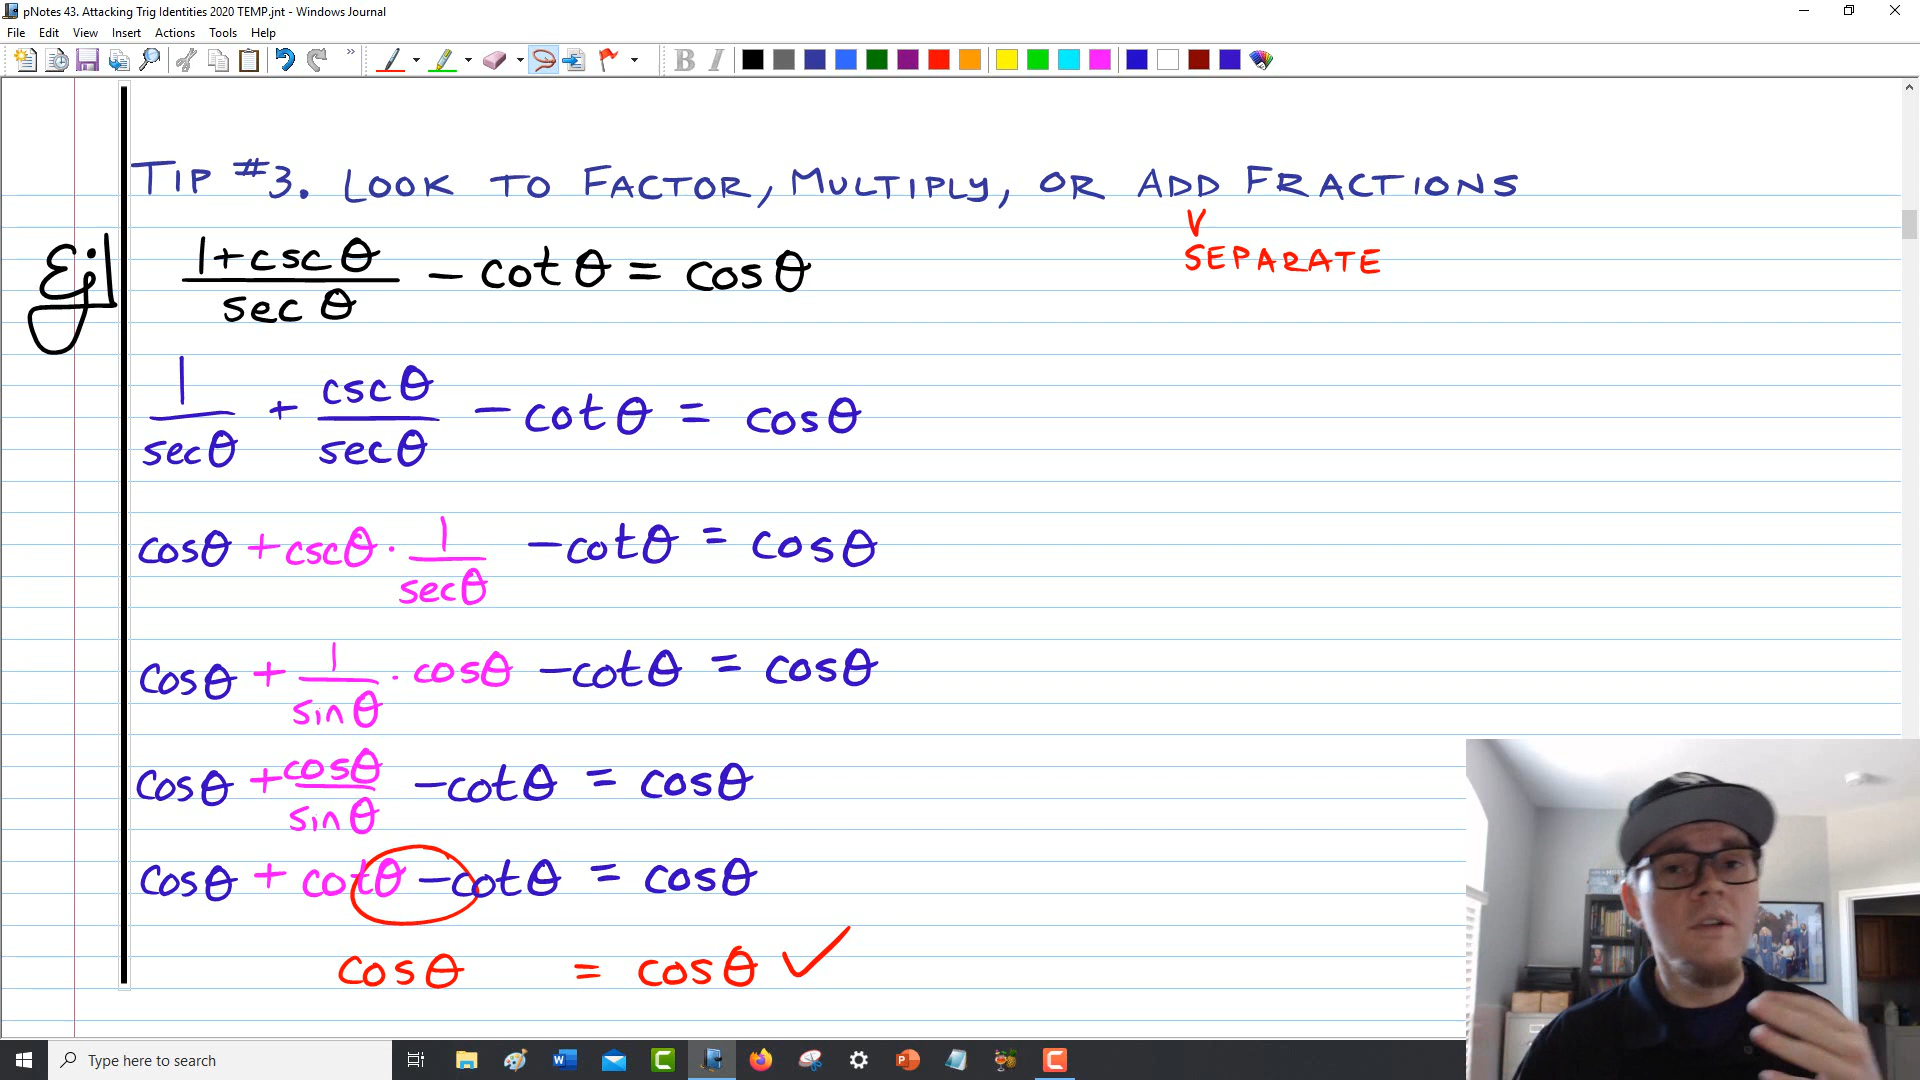 pNotes 43. Attacking Trig Identities 2020 TEMP.jnt - Windows Journal
File Edit View Insert Actions Tools Help
TIP #3. LOOK TO FACTOR, MULTIPLY, OR ADD FRACTIONS
V
SEPARATE
Ej1
1+cscθ
secθ
- cotθ = cosθ
1/secθ + cscθ/secθ - cotθ = cosθ
cosθ + cscθ · 1/secθ - cotθ = cosθ
cosθ + 1/sinθ · cosθ - cotθ = cosθ
cosθ + cosθ/sinθ - cotθ = cosθ
cosθ + cotθ - cotθ = cosθ
cosθ = cosθ ✓
Type here to search